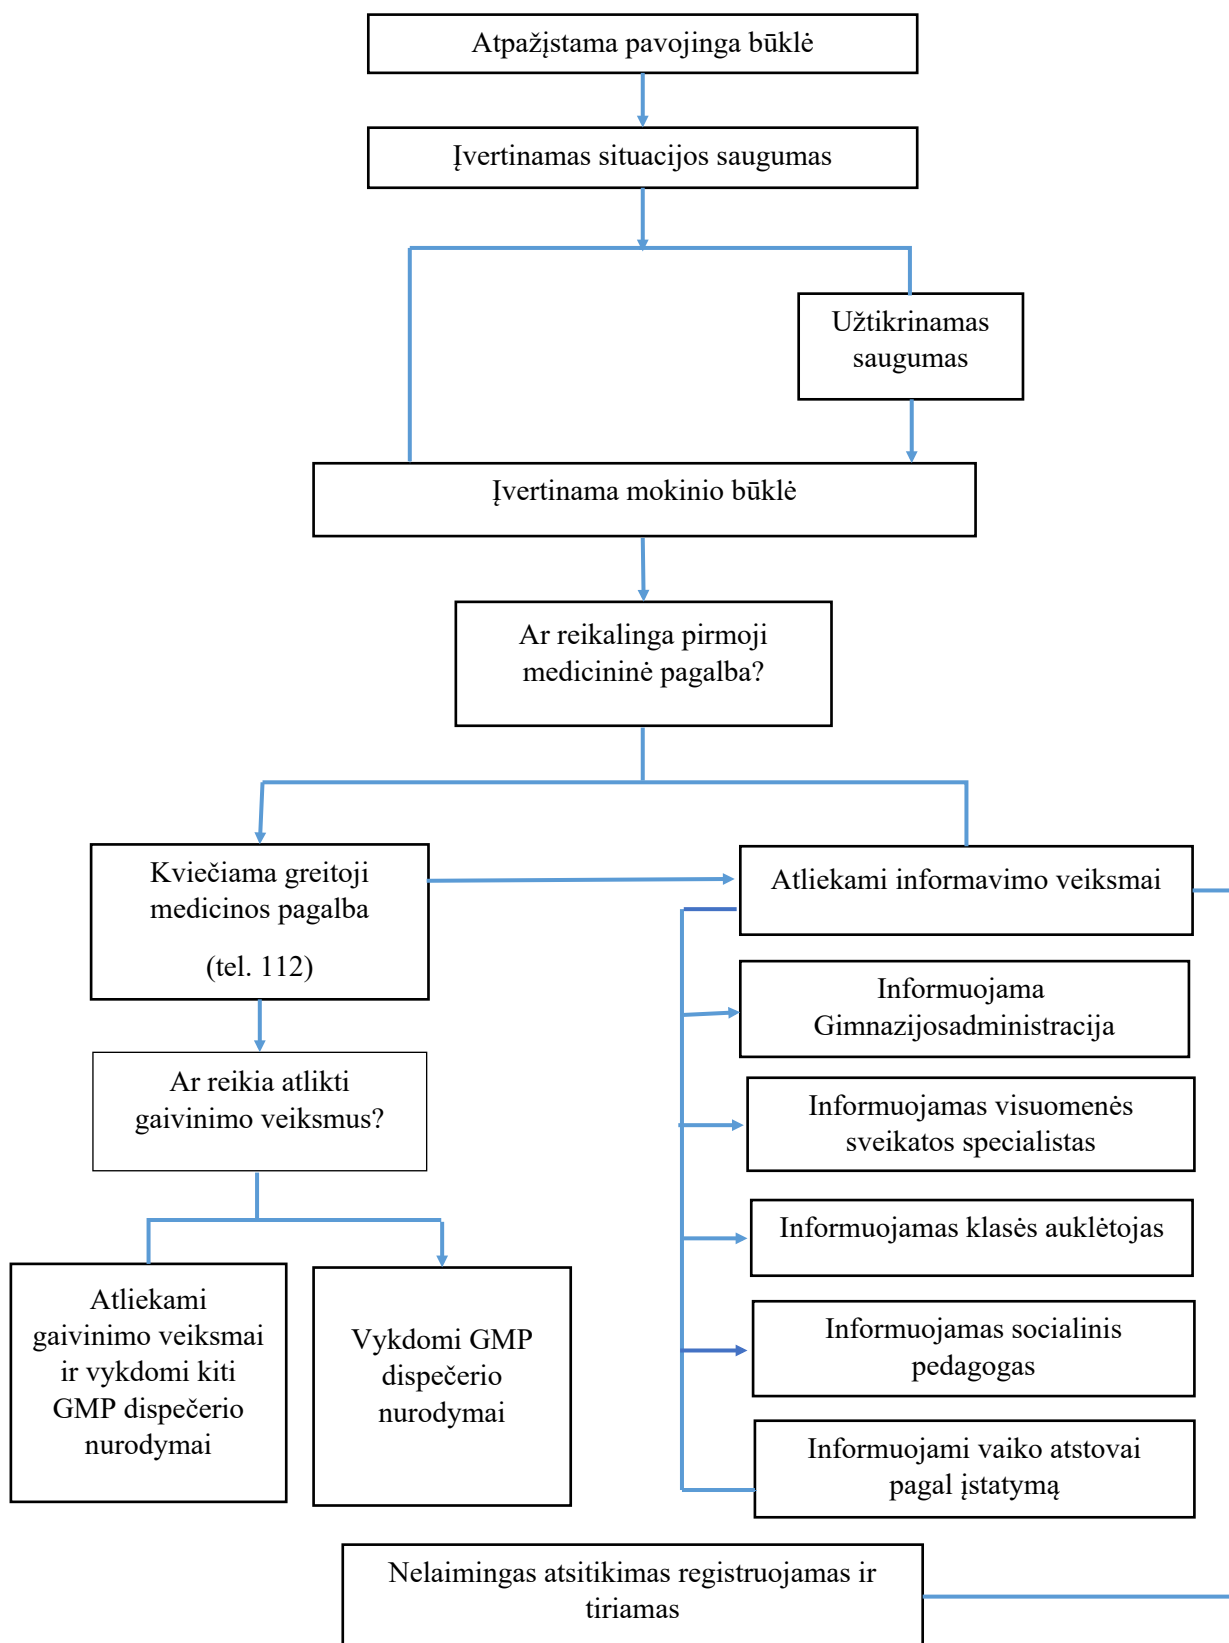 Atpažįstama pavojinga būklė
Įvertinamas situacijos saugumas
Užtikrinamas
saugumas
Įvertinama mokinio būklė
Ar reikalinga pirmoji
medicininė pagalba?
Kviečiama greitoji
medicinos pagalba
(tel. 112)
Atliekami informavimo veiksmai
Informuojama
Gimnazijosadministracija
Ar reikia atlikti
gaivinimo veiksmus?
Informuojamas visuomenės
sveikatos specialistas
Informuojamas klasės auklėtojas
Atliekami
gaivinimo veiksmai
ir vykdomi kiti
GMP dispečerio
nurodymai
Vykdomi GMP
dispečerio
nurodymai
Informuojamas socialinis
pedagogas
Informuojami vaiko atstovai
pagal įstatymą
Nelaimingas atsitikimas registruojamas ir
tiriamas